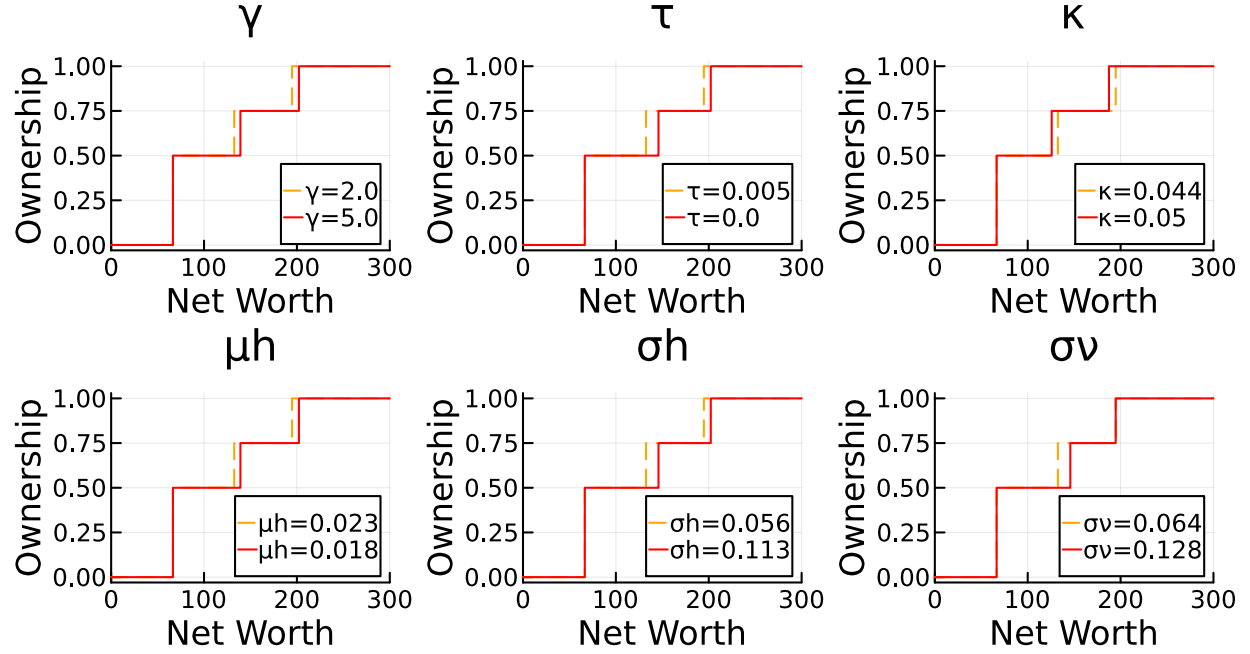 γ
Ownership
1.00
0.75
0.50
0.25
0.00
γ=2.0
γ=5.0
0 100 200 300
Net Worth
τ
Ownership
1.00
0.75
0.50
0.25
0.00
τ=0.005
τ=0.0
0 100 200 300
Net Worth
κ
Ownership
1.00
0.75
0.50
0.25
0.00
κ=0.044
κ=0.05
0 100 200 300
Net Worth
μh
Ownership
1.00
0.75
0.50
0.25
0.00
μh=0.023
μh=0.018
0 100 200 300
Net Worth
σh
Ownership
1.00
0.75
0.50
0.25
0.00
σh=0.056
σh=0.113
0 100 200 300
Net Worth
σν
Ownership
1.00
0.75
0.50
0.25
0.00
σν=0.064
σν=0.128
0 100 200 300
Net Worth